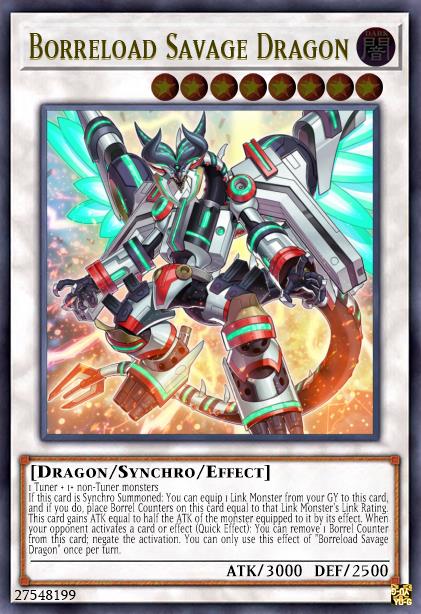 BORRELOAD SAVAGE DRAGON
DARK
闇
[DRAGON/SYNCHRO/EFFECT]
1 Tuner + 1+ non-Tuner monsters
If this card is Synchro Summoned: You can equip 1 Link Monster from your GY to this card,
and if you do, place Borrel Counters on this card equal to that Link Monster's Link Rating.
This card gains ATK equal to half the ATK of the monster equipped to it by its effect. When
your opponent activates a card or effect (Quick Effect): You can remove 1 Borrel Counter
from this card; negate the activation. You can only use this effect of "Borreload Savage
Dragon" once per turn.
ATK/3000 DEF/2500
27548199